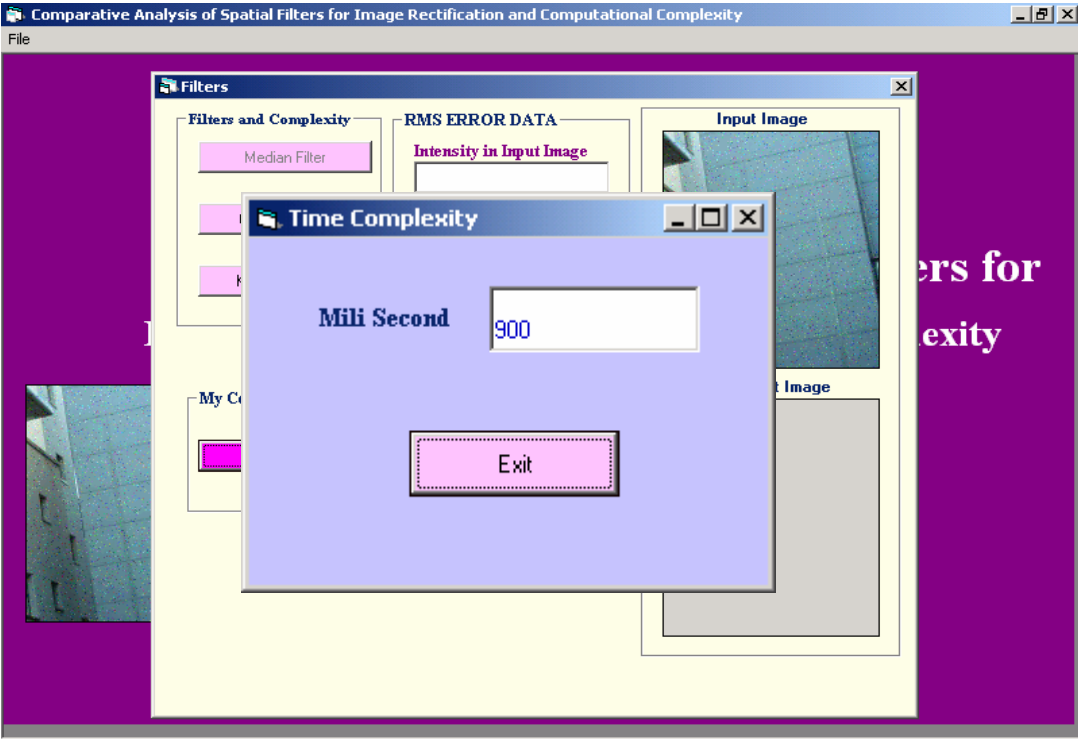 Comparative Analysis of Spatial Filters for Image Rectification and Computational Complexity
File
Filters
Filters and Complexity
RMS ERROR DATA
Input Image
Median Filter
Intensity in Input Image
Time Complexity
ers for
Mili Second
900
exity
t Image
My C
Exit